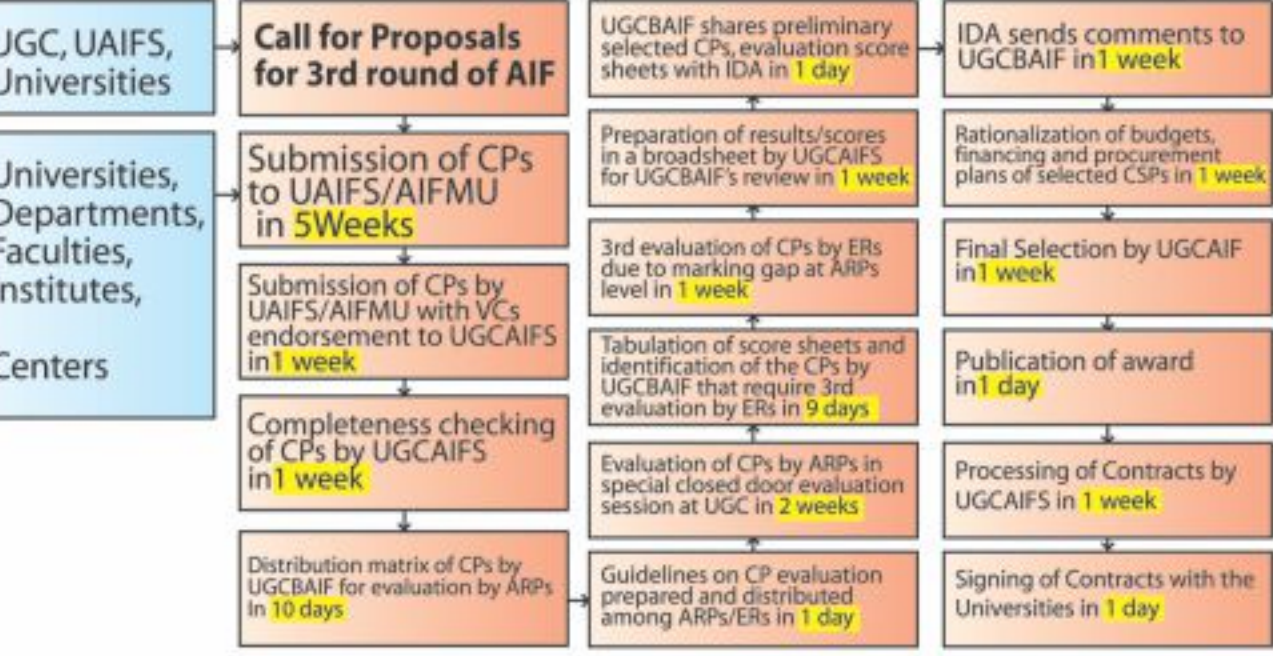 UGC, UAIFS,
Universities
Universities,
Departments,
Faculties,
Institutes,
Centers
Call for Proposals
for 3rd round of AIF
Submission of CPs
to UAIFS/AIFMU
in 5Weeks
Submission of CPs by
UAIFS/AIFMU with VCs
endorsement to UGCAIFS
in1 week
Completeness checking
of CPs by UGCAIFS
in1 week
Distribution matrix of CPs by
UGCBAIF for evaluation by ARPs
In 10 days
UGCBAIF shares preliminary
selected CPs, evaluation score
sheets with IDA in 1 day
Preparation of results/scores
in a broadsheet by UGCAIFS
for UGCBAIF's review in 1 week
3rd evaluation of CPs by ERs
due to marking gap at ARPs
level in 1 week
Tabulation of score sheets and
identification of the CPs by
UGCBAIF that require 3rd
evaluation by ERs in 9 days
Evaluation of CPs by ARPs in
special closed door evaluation
session at UGC in 2 weeks
Guidelines on CP evaluation
prepared and distributed
among ARPs/ERs in 1 day
IDA sends comments to
UGCBAIF in1 week
Rationalization of budgets,
financing and procurement
plans of selected CSPs in 1 week
Final Selection by UGCAIF
in1 week
Publication of award
in1 day
Processing of Contracts by
UGCAIFS in 1 week
Signing of Contracts with the
Universities in 1 day